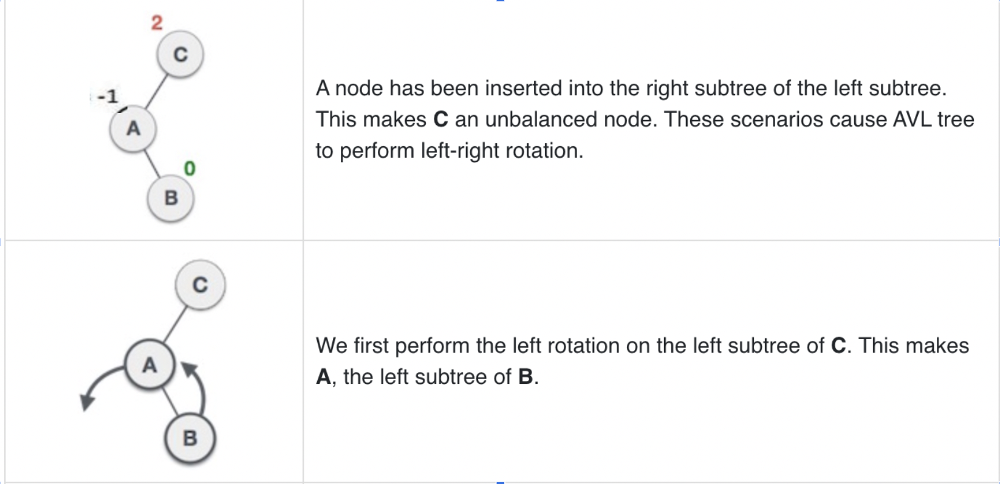 2
C
-1
A
0
B
A node has been inserted into the right subtree of the left subtree.
This makes C an unbalanced node. These scenarios cause AVL tree
to perform left-right rotation.
C
A
B
We first perform the left rotation on the left subtree of C. This makes
A, the left subtree of B.